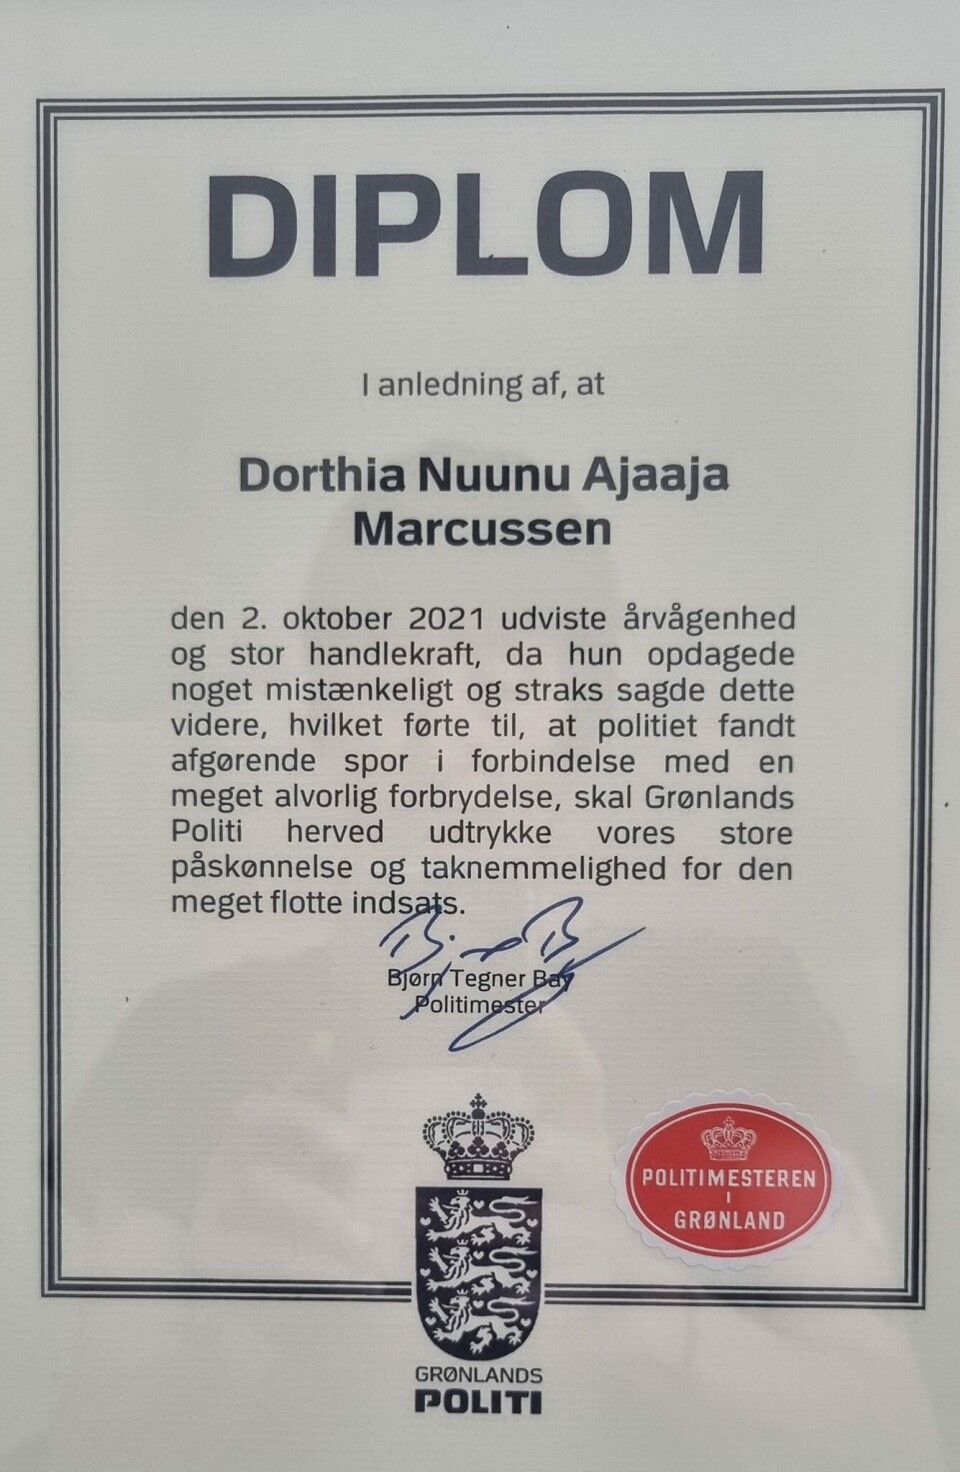 DIPLOM
I anledning af, at
Dorthia Nuunu Ajaaja
Marcussen
den 2. oktober 2021 udviste årvågenhed
og stor handlekraft, da hun opdagede
noget mistænkeligt og straks sagde dette
videre, hvilket førte til, at politiet fandt
afgørende spor i forbindelse med en
meget alvorlig forbrydelse, skal Grønlands
Politi herved udtrykke vores store
påskønnelse og taknemmelighed for den
meget flotte indsats.
Bjørn Tegner Bay
Politimester
POLITIMESTEREN
I
GRØNLAND
GRØNLANDS
POLITI